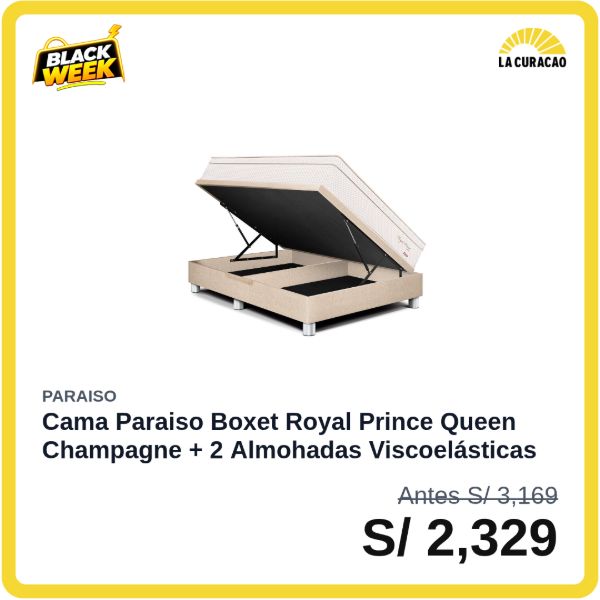 BLACK
WEEK
LA CURACAO
PARAISO
Cama Paraiso Boxet Royal Prince Queen
Champagne + 2 Almohadas Viscoelásticas
Antes S/ 3,169
S/ 2,329